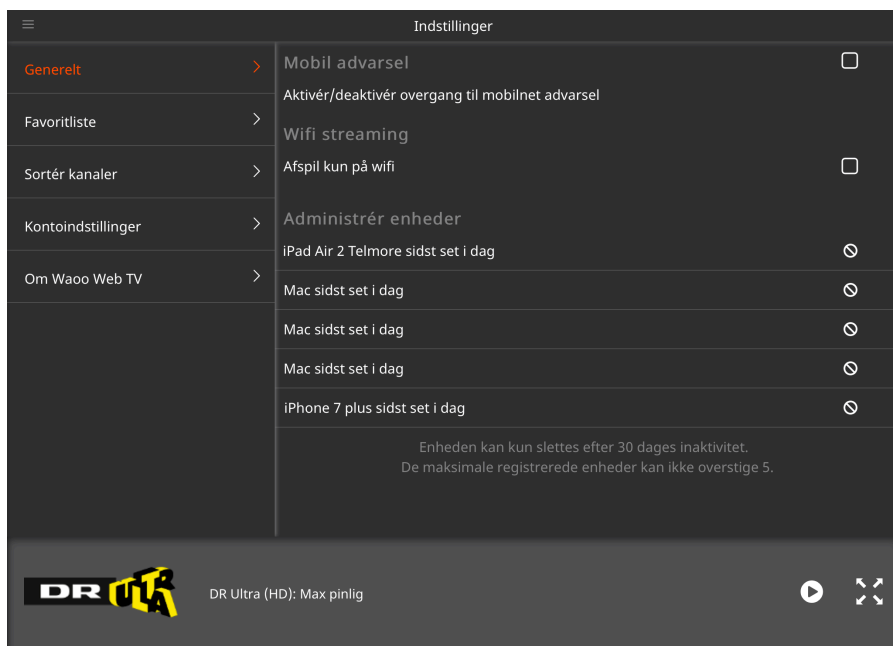 Indstillinger
Generelt
Favoritliste
Sortér kanaler
Kontoindstillinger
Om Waoo Web TV
Mobil advarsel
Aktivér/deaktivér overgang til mobilnet advarsel
Wifi streaming
Afspil kun på wifi
Administrér enheder
iPad Air 2 Telmore sidst set i dag
Mac sidst set i dag
Mac sidst set i dag
Mac sidst set i dag
iPhone 7 plus sidst set i dag
Enheden kan kun slettes efter 30 dages inaktivitet.
De maksimale registrerede enheder kan ikke overstige 5.
DR ULTRA
DR Ultra (HD): Max pinlig